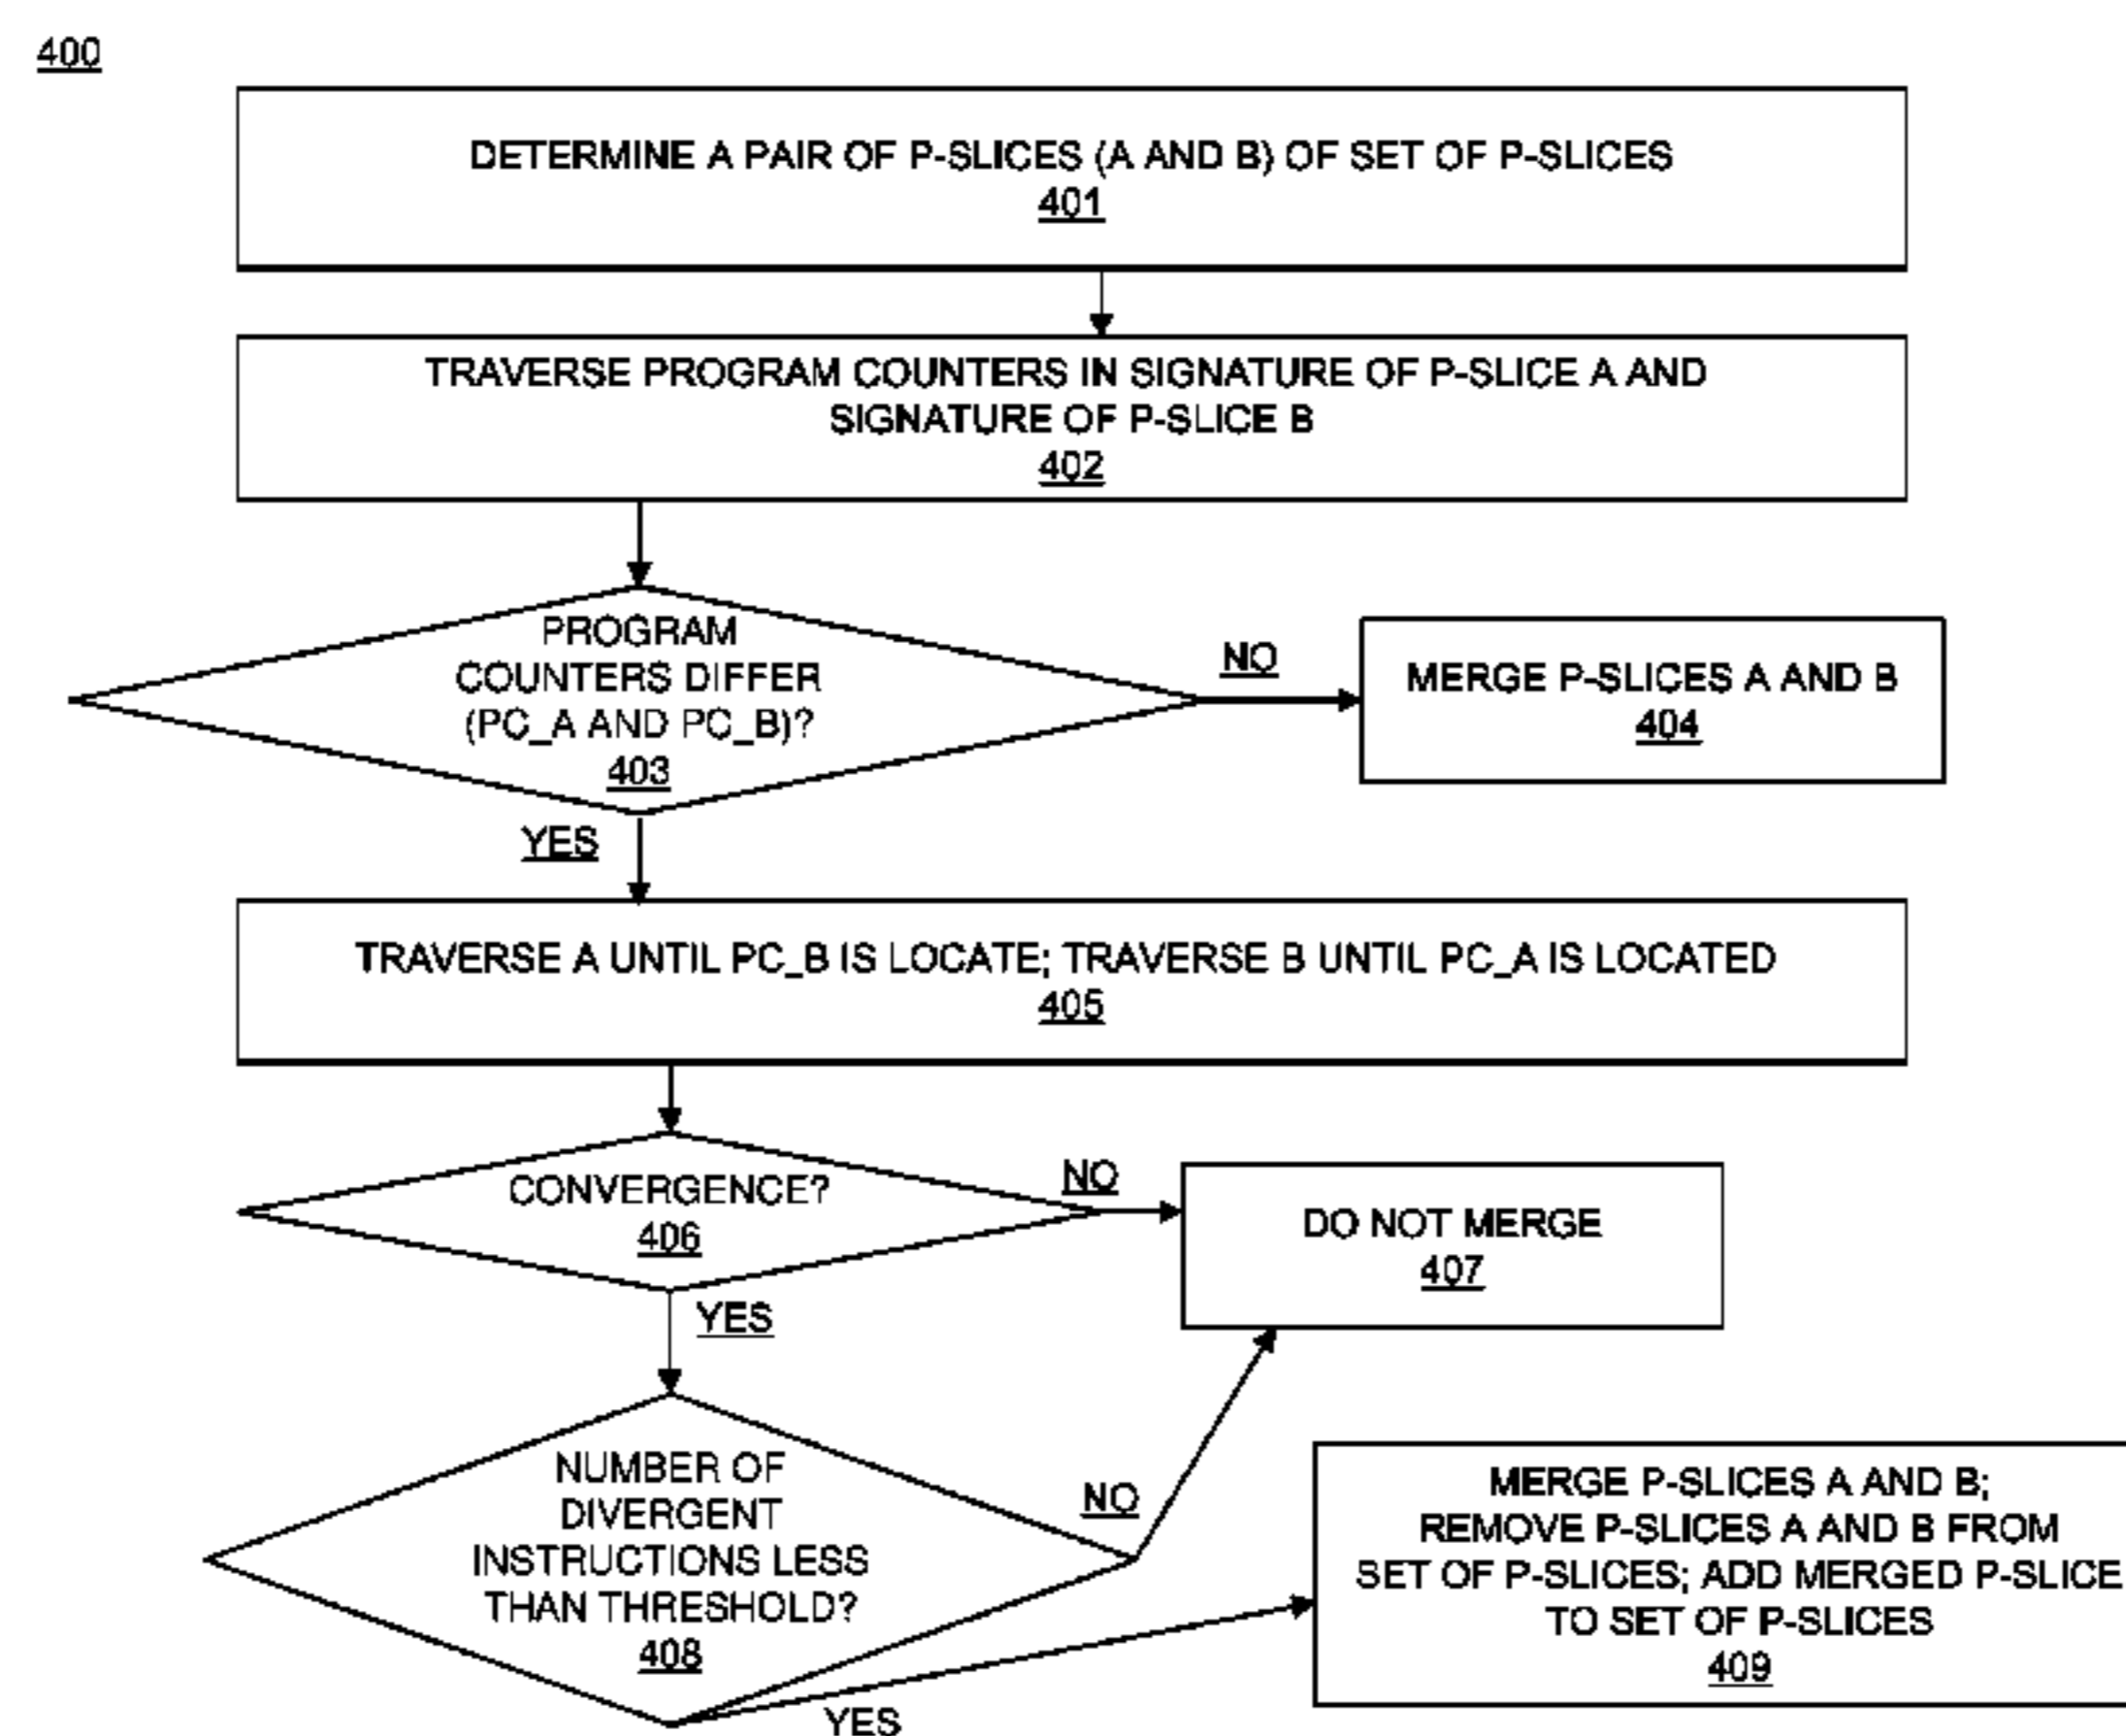 400
DETERMINE A PAIR OF P-SLICES (A AND B) OF SET OF P-SLICES
401
TRAVERSE PROGRAM COUNTERS IN SIGNATURE OF P-SLICE A AND
SIGNATURE OF P-SLICE B
402
PROGRAM
COUNTERS DIFFER
(PC_A AND PC_B)?
403
NO
MERGE P-SLICES A AND B
404
YES
TRAVERSE A UNTIL PC_B IS LOCATE; TRAVERSE B UNTIL PC_A IS LOCATED
405
CONVERGENCE?
406
NO
DO NOT MERGE
407
YES
NUMBER OF
DIVERGENT
INSTRUCTIONS LESS
THAN THRESHOLD?
408
NO
YES
MERGE P-SLICES A AND B;
REMOVE P-SLICES A AND B FROM
SET OF P-SLICES; ADD MERGED P-SLICE
TO SET OF P-SLICES
409